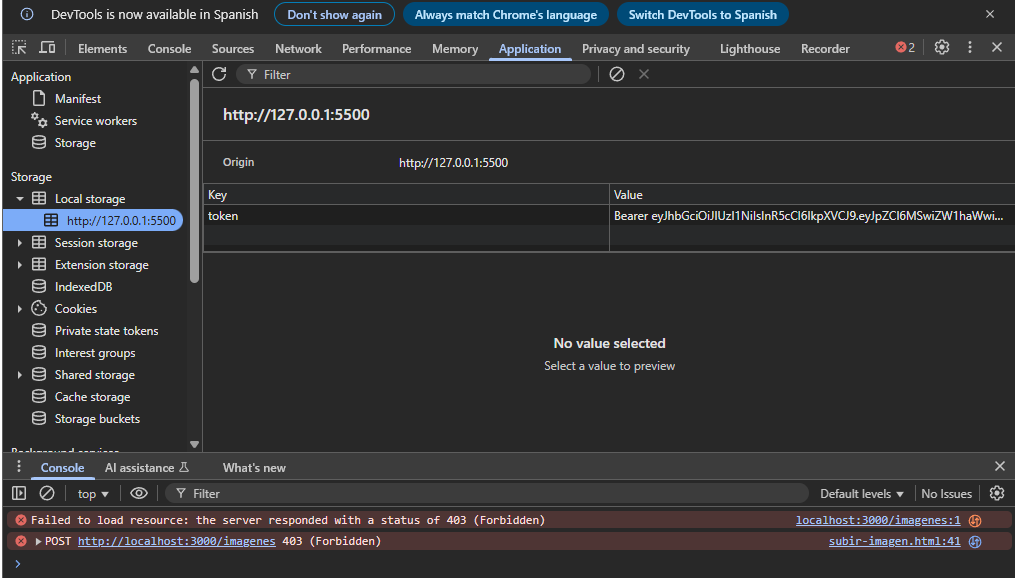 DevTools is now available in Spanish Don't show again Always match Chrome's language Switch DevTools to Spanish
Elements Console Sources Network Performance Memory Application Privacy and security Lighthouse Recorder 2
Application
Manifest
Service workers
Storage
Storage
Local storage
http://127.0.0.1:5500
Session storage
Extension storage
IndexedDB
Cookies
Private state tokens
Interest groups
Shared storage
Cache storage
Storage buckets
Background services
Filter
http://127.0.0.1:5500
Origin http://127.0.0.1:5500
Key Value
token Bearer eyJhbGciOiJIUzI1NiIsInR5cCI6IkpXVCJ9.eyJpZCI6MSwiZW1haWwi...
No value selected
Select a value to preview
Console AI assistance What's new
top Filter Default levels No Issues
Failed to load resource: the server responded with a status of 403 (Forbidden) localhost:3000/imagenes:1
POST http://localhost:3000/imagenes 403 (Forbidden) subir-imagen.html:41